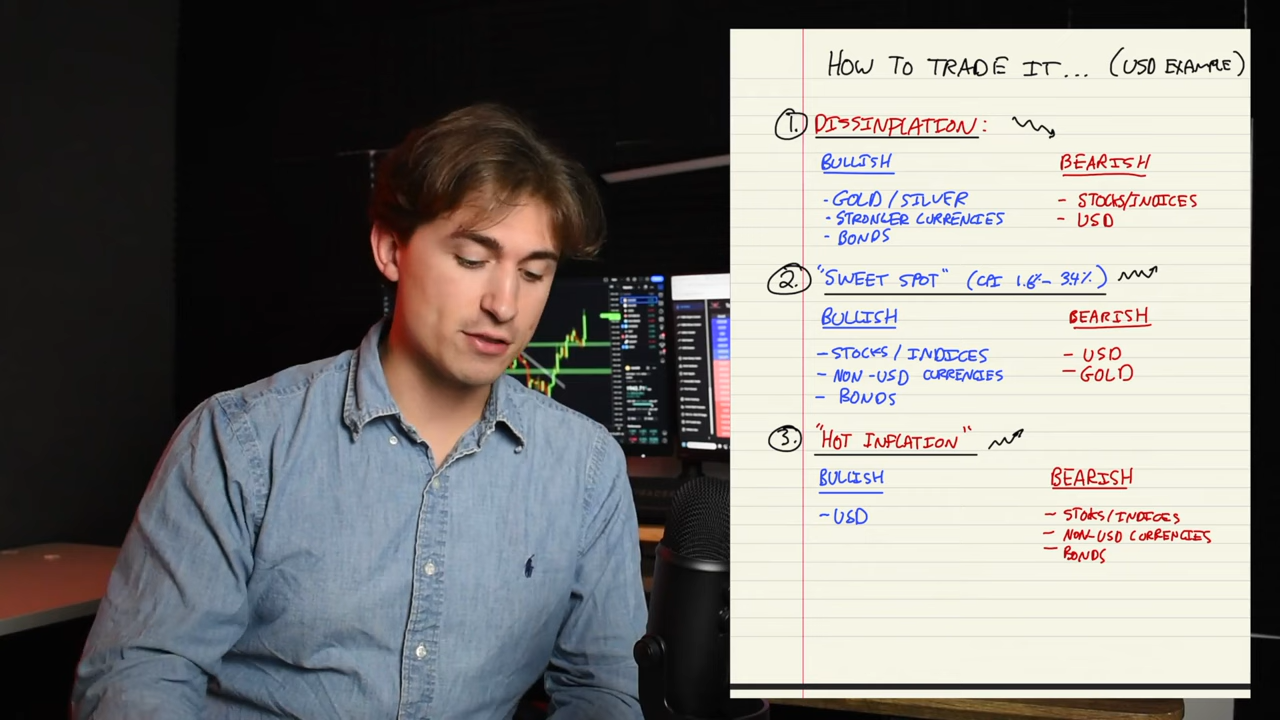 HOW TO TRADE IT... (USD EXAMPLE)
1. DISSINFLATION:
BULLISH BEARISH
- GOLD / SILVER - STOCKS/INDICES
- STRONLER CURRENCIES - USD
- BONDS
2. "SWEET SPOT" (CPI 1.6%- 3.4%)
BULLISH BEARISH
- STOCKS / INDICES - USD
- NON-USD CURRENCIES - GOLD
- BONDS
3. "HOT INFLATION"
BULLISH BEARISH
- USD - STOKS/INDICES
- NON-USD CURRENCIES
- BONDS